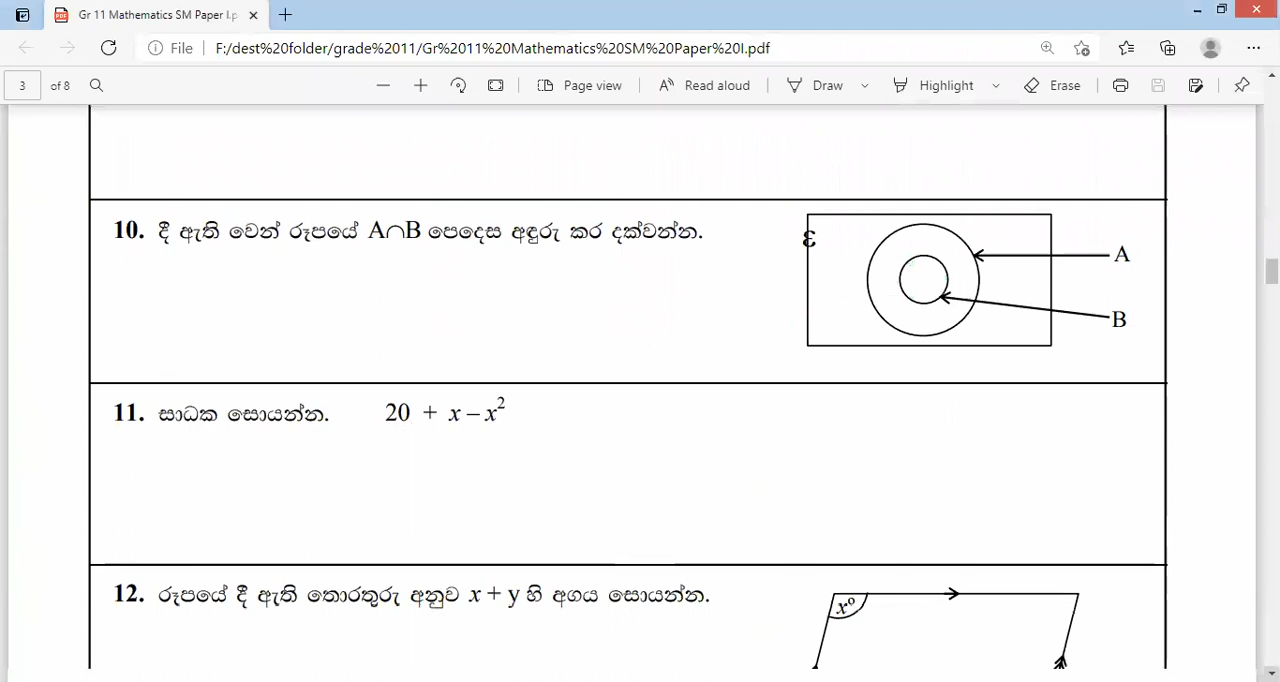 Gr 11 Mathematics SM Paper I.p
File F:/dest%20folder/grade%2011/Gr%2011%20Mathematics%20SM%20Paper%20I.pdf
3 of 8 Page view Read aloud Draw Highlight Erase
10. දී ඇති වෙන් රූපයේ A∩B පෙදෙස අඳුරු කර දක්වන්න.
ε
A
B
11. සාධක සොයන්න. 20 + x – x²
12. රූපයේ දී ඇති තොරතුරු අනුව x + y හි අගය සොයන්න.
x°